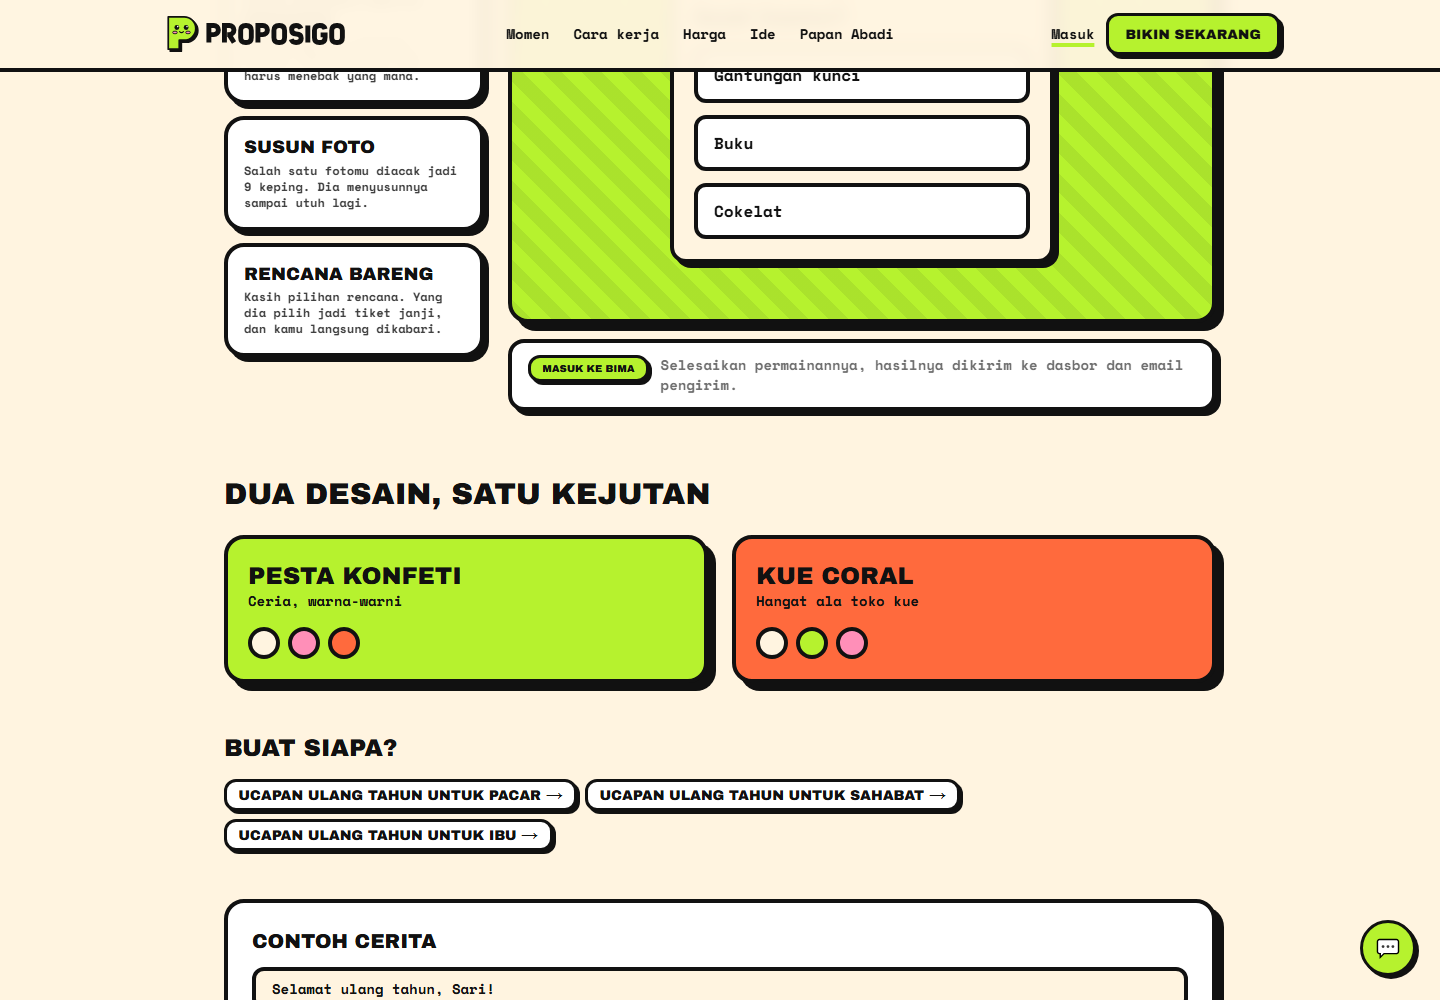 PROPOSIGO
Momen
Cara kerja
Harga
Ide
Papan Abadi
Masuk
BIKIN SEKARANG
harus menebak yang mana.
SUSUN FOTO
Salah satu fotomu diacak jadi
9 keping. Dia menyusunnya
sampai utuh lagi.
RENCANA BARENG
Kasih pilihan rencana. Yang
dia pilih jadi tiket janji,
dan kamu langsung dikabari.
Gantungan kunci
Buku
Cokelat
MASUK KE BIMA
Selesaikan permainannya, hasilnya dikirim ke dasbor dan email
pengirim.
DUA DESAIN, SATU KEJUTAN
PESTA KONFETI
Ceria, warna-warni
KUE CORAL
Hangat ala toko kue
BUAT SIAPA?
UCAPAN ULANG TAHUN UNTUK PACAR →
UCAPAN ULANG TAHUN UNTUK SAHABAT →
UCAPAN ULANG TAHUN UNTUK IBU →
CONTOH CERITA
Selamat ulang tahun, Sari!